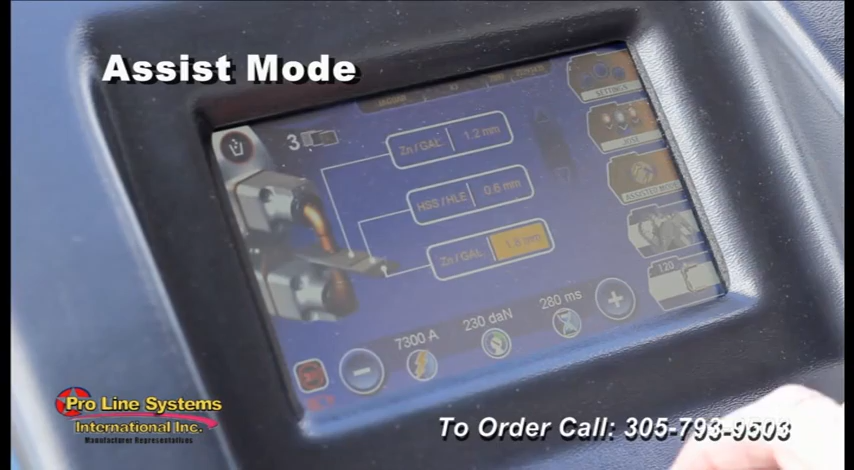 Assist Mode
SETTINGS
3
Zn / GAL. 1.2 mm
HSS / HLE 0.6 mm
ASSISTED MODE
Zn / GAL. 1.8 mm
120
7300 A
230 daN
280 ms
Pro Line Systems
International Inc.
Manufacturer Representatives
To Order Call: 305-793-9503